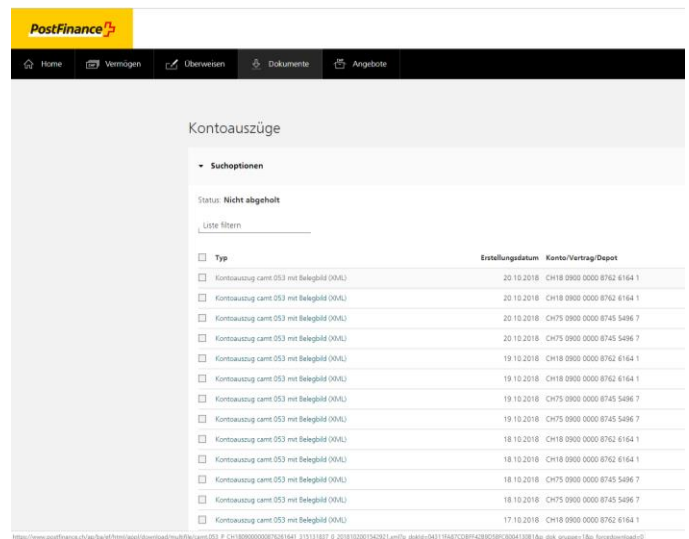 PostFinance
Home Vermögen Überweisen Dokumente Angebote
Kontoauszüge
Suchoptionen
Status: Nicht abgeholt
Liste filtern
Typ Erstellungsdatum Konto/Vertrag/Depot
Kontoauszug camt.053 mit Belegbild (XML) 20.10.2018 CH18 0900 0000 8762 6164 1
Kontoauszug camt.053 mit Belegbild (XML) 20.10.2018 CH18 0900 0000 8762 6164 1
Kontoauszug camt.053 mit Belegbild (XML) 20.10.2018 CH75 0900 0000 8745 5496 7
Kontoauszug camt.053 mit Belegbild (XML) 20.10.2018 CH75 0900 0000 8745 5496 7
Kontoauszug camt.053 mit Belegbild (XML) 19.10.2018 CH18 0900 0000 8762 6164 1
Kontoauszug camt.053 mit Belegbild (XML) 19.10.2018 CH18 0900 0000 8762 6164 1
Kontoauszug camt.053 mit Belegbild (XML) 19.10.2018 CH75 0900 0000 8745 5496 7
Kontoauszug camt.053 mit Belegbild (XML) 19.10.2018 CH75 0900 0000 8745 5496 7
Kontoauszug camt.053 mit Belegbild (XML) 18.10.2018 CH18 0900 0000 8762 6164 1
Kontoauszug camt.053 mit Belegbild (XML) 18.10.2018 CH18 0900 0000 8762 6164 1
Kontoauszug camt.053 mit Belegbild (XML) 18.10.2018 CH75 0900 0000 8745 5496 7
Kontoauszug camt.053 mit Belegbild (XML) 18.10.2018 CH75 0900 0000 8745 5496 7
Kontoauszug camt.053 mit Belegbild (XML) 17.10.2018 CH18 0900 0000 8762 6164 1